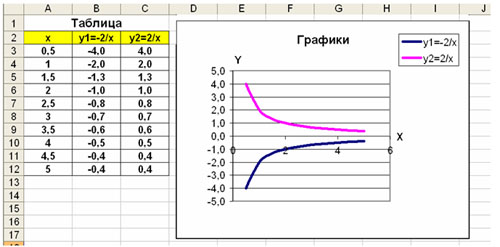 A B C D E F G H I J
1 Таблица
2 x y1=-2/x y2=2/x
3 0,5 -4,0 4,0
4 1 -2,0 2,0
5 1,5 -1,3 1,3
6 2 -1,0 1,0
7 2,5 -0,8 0,8
8 3 -0,7 0,7
9 3,5 -0,6 0,6
10 4 -0,5 0,5
11 4,5 -0,4 0,4
12 5 -0,4 0,4
13
14
15
16
17
Графики
y1=-2/x
y2=2/x
Y
5,0
4,0
3,0
2,0
1,0
0,0
-1,0
-2,0
-3,0
-4,0
-5,0
0 2 4 6
X